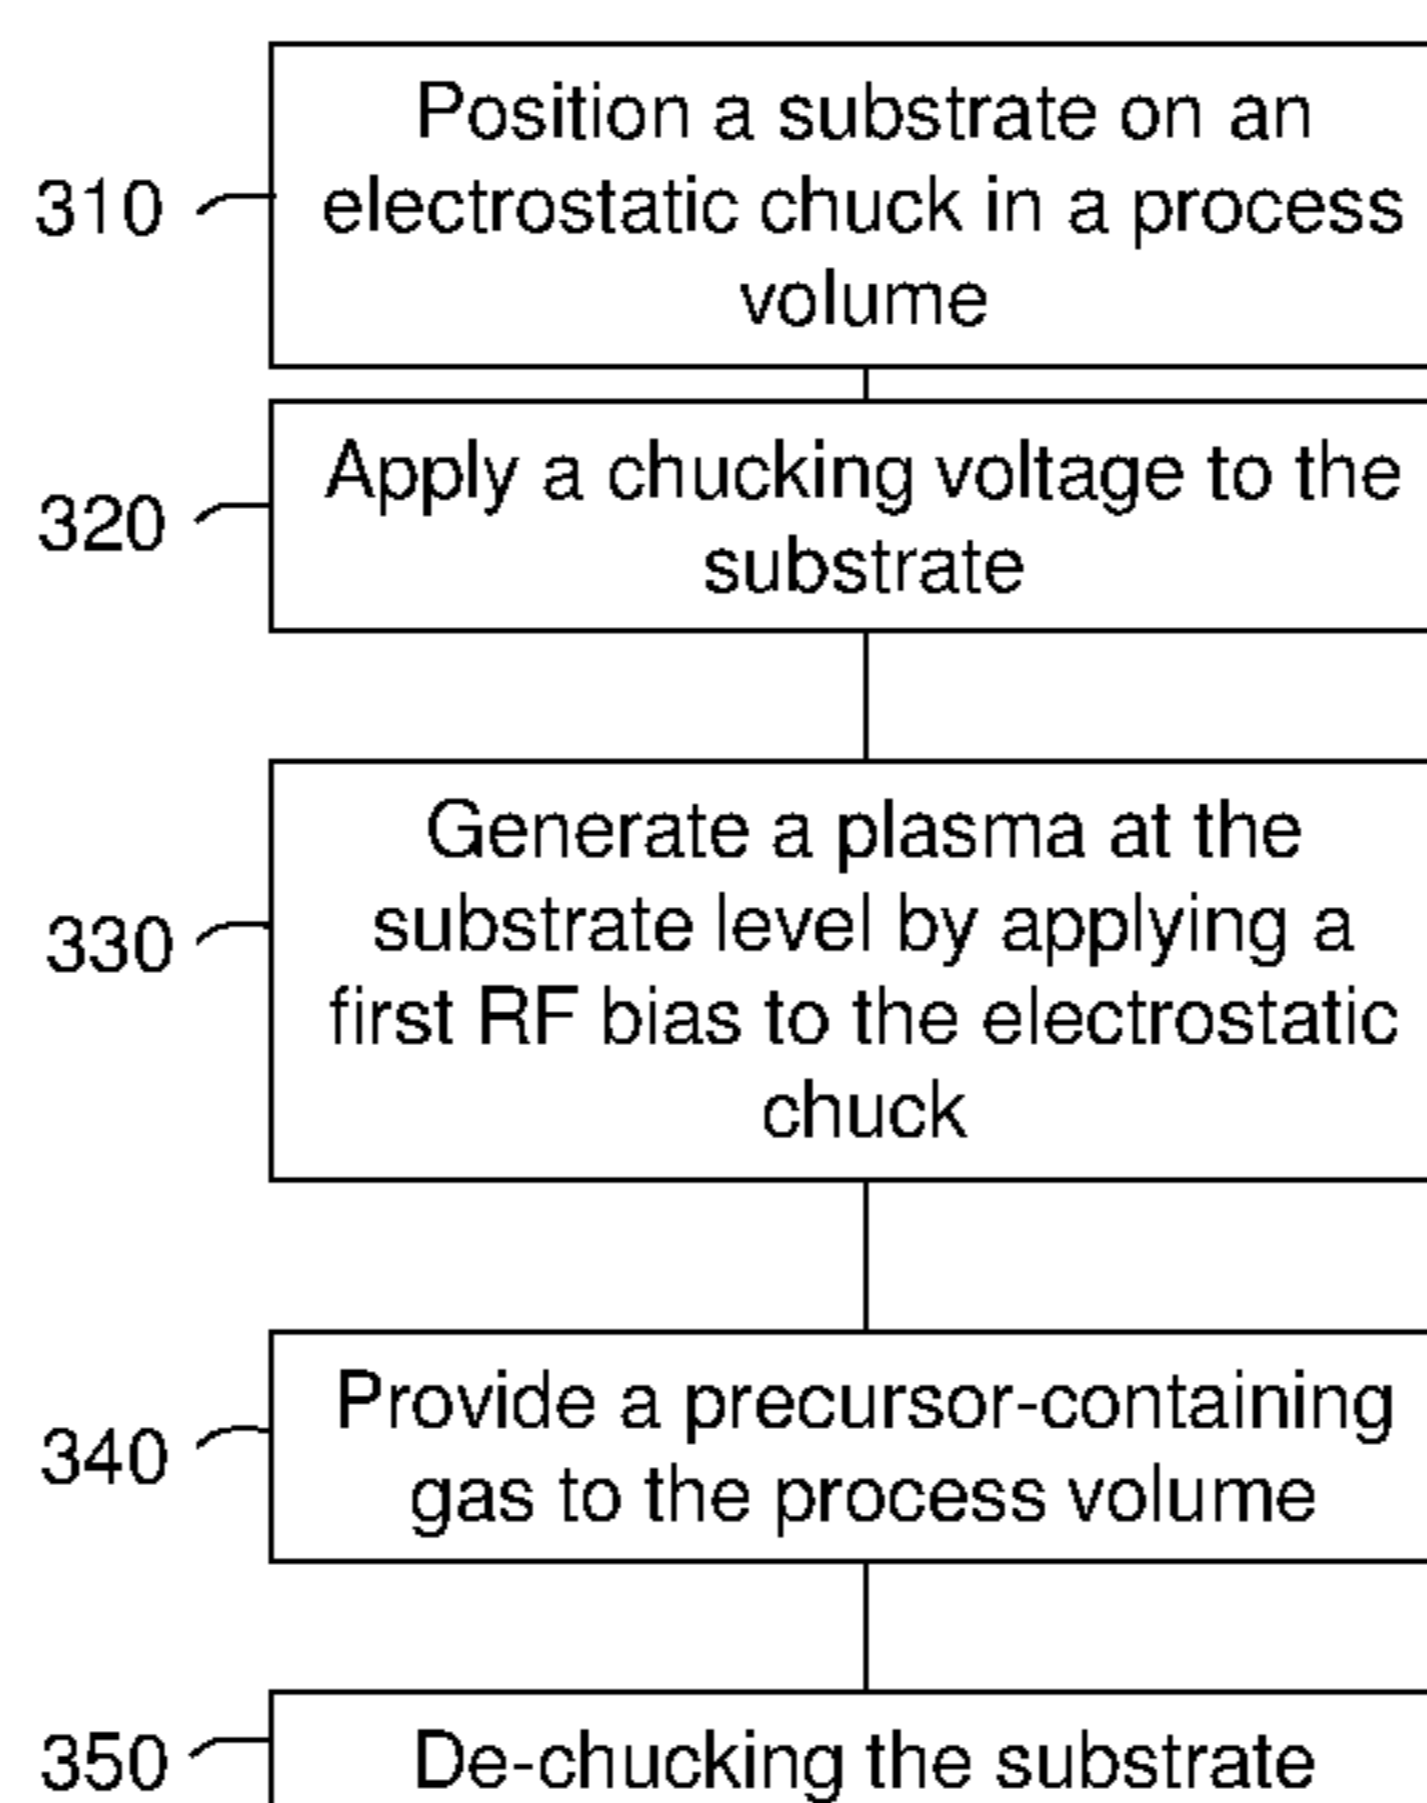 Position a substrate on an
310
electrostatic chuck in a process
volume
Apply a chucking voltage to the
320
substrate
Generate a plasma at the
substrate level by applying a
330
first RF bias to the electrostatic
chuck
Provide a precursor-containing
340
gas to the process volume
350
De-chucking the substrate